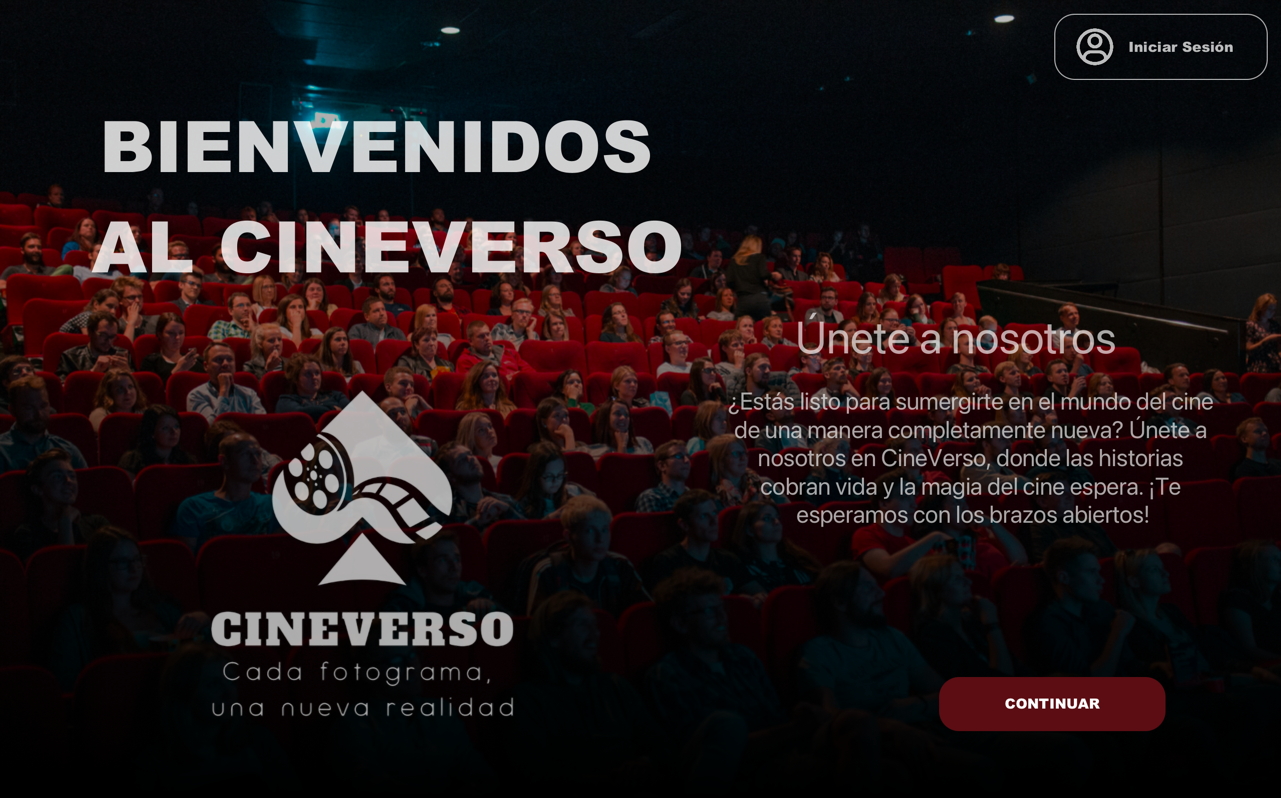 Iniciar Sesión
BIENVENIDOS
AL CINEVERSO
Únete a nosotros
¿Estás listo para sumergirte en el mundo del cine
de una manera completamente nueva? Únete a
nosotros en CineVerso, donde las historias
cobran vida y la magia del cine espera. ¡Te
esperamos con los brazos abiertos!
CINEVERSO
Cada fotograma,
una nueva realidad
CONTINUAR